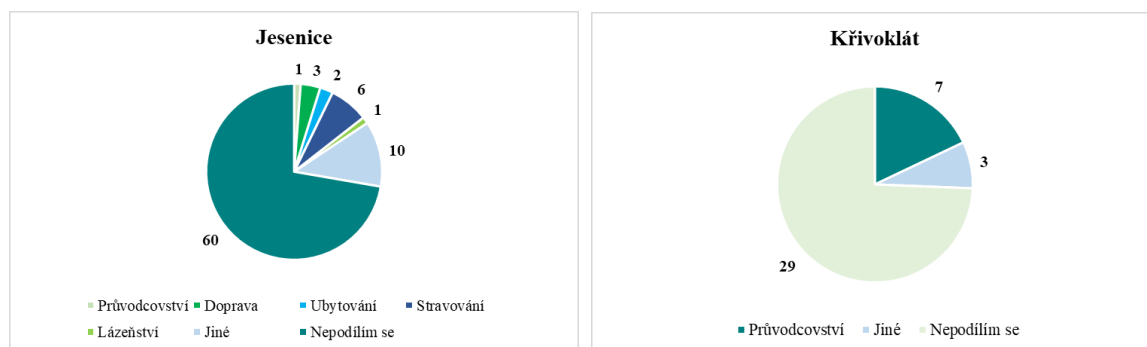 Jesenice
1
3
2
6
1
10
60
Průvodcovství
Doprava
Ubytování
Stravování
Lázeňství
Jiné
Nepodílím se
Křivoklát
7
3
29
Průvodcovství
Jiné
Nepodílím se